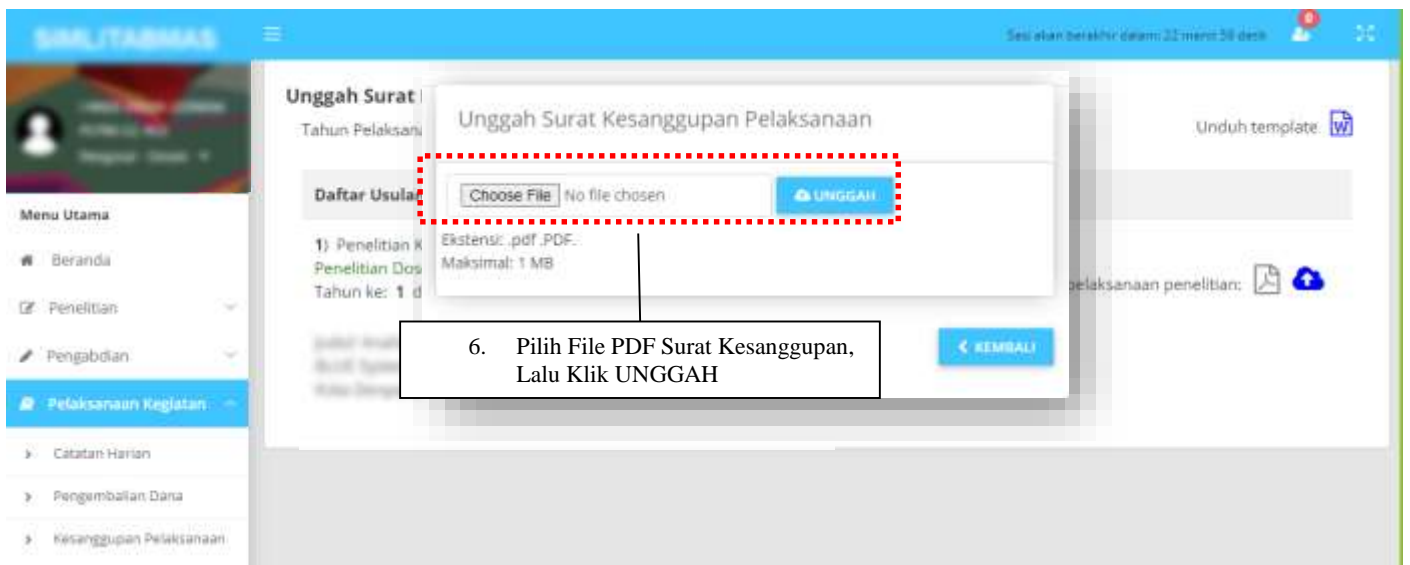 SIMLITABMAS
Sesi akan berakhir dalam: 22 menit 58 detik
0
Unggah Surat
Tahun Pelaksan
Unduh template:
Unggah Surat Kesanggupan Pelaksanaan
Daftar Usulan
Choose File No file chosen
UNGGAH
Ekstensi: .pdf .PDF.
Maksimal: 1 MB
1) Penelitian K
Penelitian Dos
Tahun ke: 1 d
pelaksanaan penelitian:
6. Pilih File PDF Surat Kesanggupan,
Lalu Klik UNGGAH
KEMBALI
Menu Utama
Beranda
Penelitian
Pengabdian
Pelaksanaan Kegiatan
Catatan Harian
Pengembalian Dana
Kesanggupan Pelaksanaan